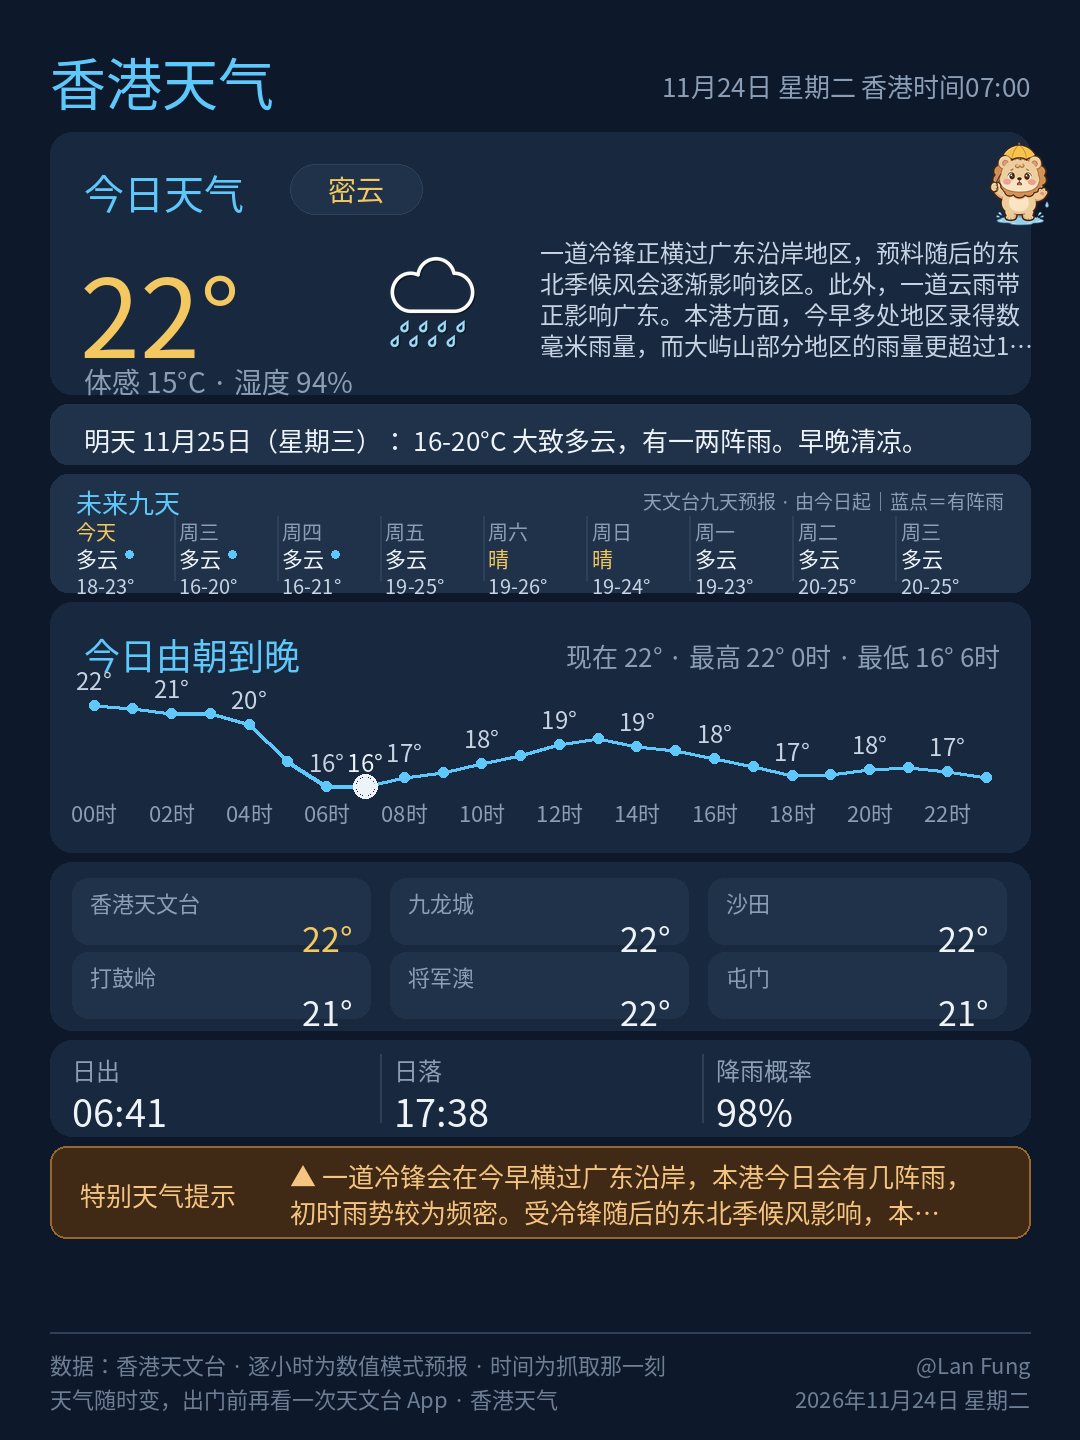 香港天气
11月24日 星期二 香港时间07:00
今日天气
密云
22°
体感 15°C · 湿度 94%
一道冷锋正横过广东沿岸地区，预料随后的东
北季候风会逐渐影响该区。此外，一道云雨带
正影响广东。本港方面，今早多处地区录得数
毫米雨量，而大屿山部分地区的雨量更超过1…
明天 11月25日（星期三）：16-20°C 大致多云，有一两阵雨。早晚清凉。
未来九天
天文台九天预报 · 由今日起｜蓝点＝有阵雨
今天 周三 周四 周五 周六 周日 周一 周二 周三
多云 多云 多云 多云 晴 晴 多云 多云 多云
18-23° 16-20° 16-21° 19-25° 19-26° 19-24° 19-23° 20-25° 20-25°
今日由朝到晚
现在 22° · 最高 22° 0时 · 最低 16° 6时
22° 21° 20° 16° 16° 17° 18° 19° 19° 18° 17° 18° 17°
00时 02时 04时 06时 08时 10时 12时 14时 16时 18时 20时 22时
香港天文台 九龙城 沙田
22° 22° 22°
打鼓岭 将军澳 屯门
21° 22° 21°
日出 日落 降雨概率
06:41 17:38 98%
特别天气提示
▲ 一道冷锋会在今早横过广东沿岸，本港今日会有几阵雨，
初时雨势较为频密。受冷锋随后的东北季候风影响，本…
数据：香港天文台 · 逐小时为数值模式预报 · 时间为抓取那一刻
@Lan Fung
天气随时变，出门前再看一次天文台 App · 香港天气
2026年11月24日 星期二